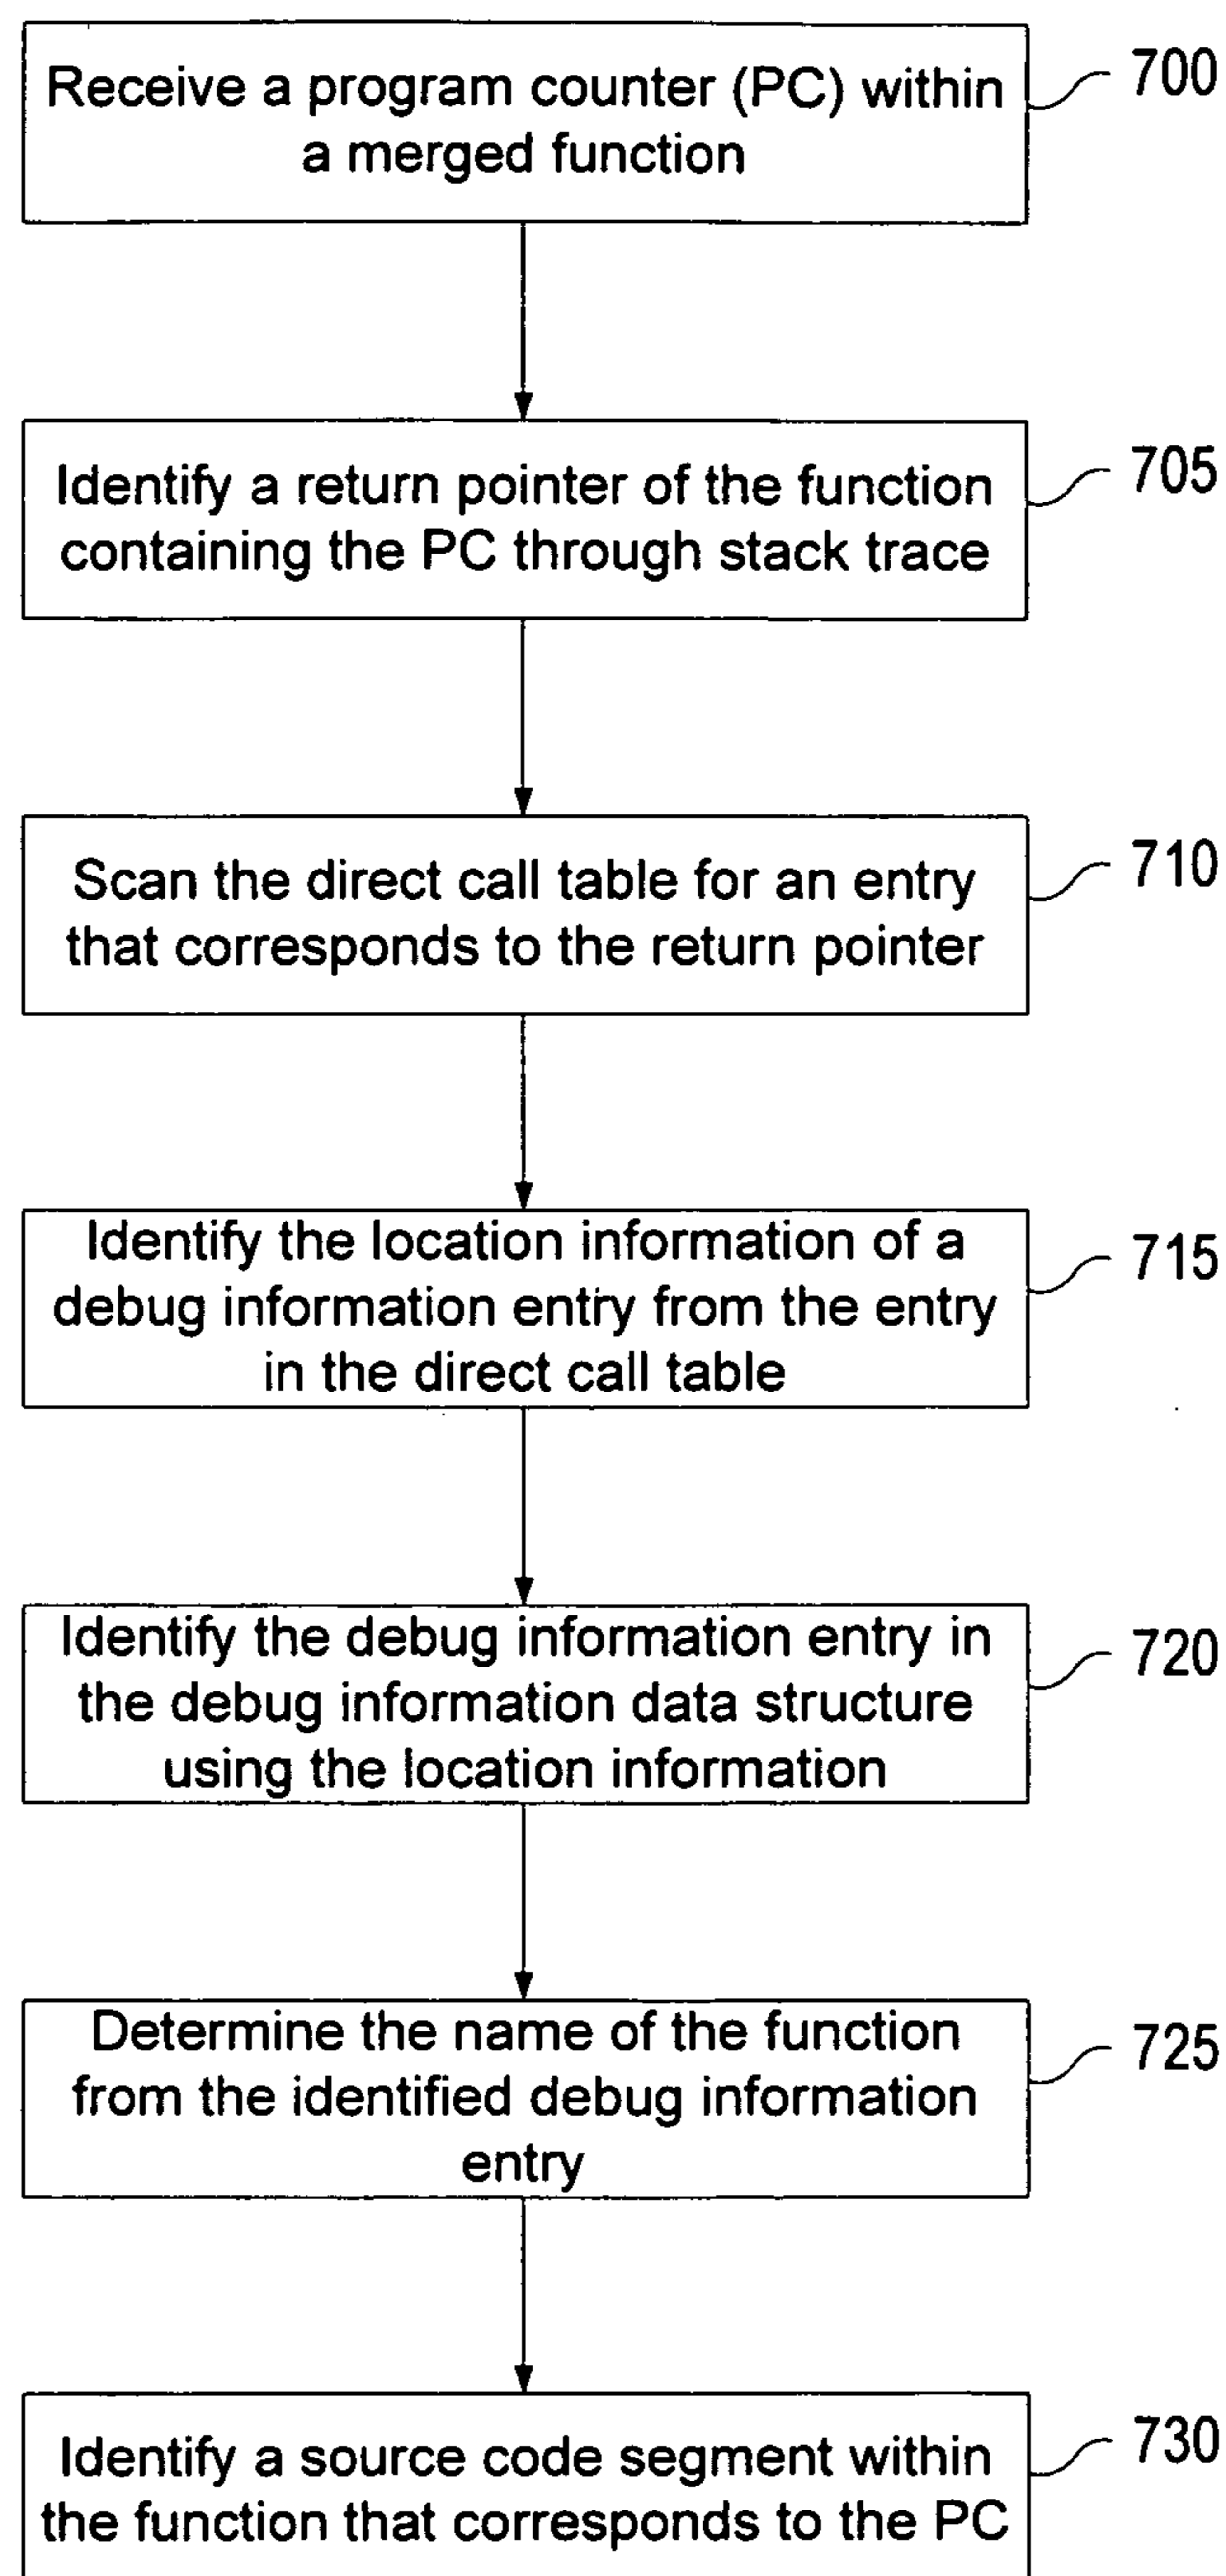 Receive a program counter (PC) within
a merged function
700
Identify a return pointer of the function
containing the PC through stack trace
705
Scan the direct call table for an entry
that corresponds to the return pointer
710
Identify the location information of a
debug information entry from the entry
in the direct call table
715
Identify the debug information entry in
the debug information data structure
using the location information
720
Determine the name of the function
from the identified debug information
entry
725
Identify a source code segment within
the function that corresponds to the PC
730